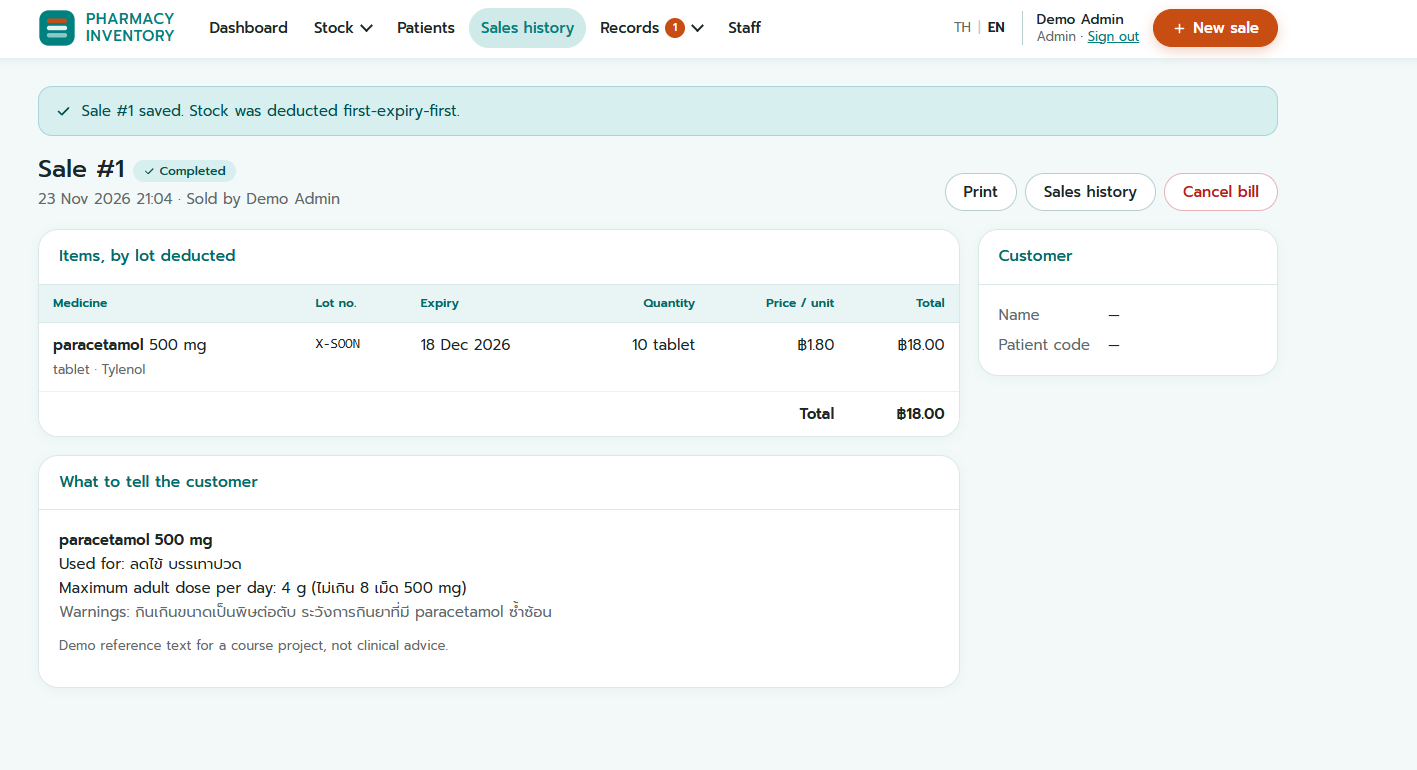 PHARMACY
INVENTORY
Dashboard Stock Patients Sales history Records 1 Staff
TH | EN
Demo Admin
Admin · Sign out
+ New sale
✓ Sale #1 saved. Stock was deducted first-expiry-first.
Sale #1 ✓ Completed
23 Nov 2026 21:04 · Sold by Demo Admin
Print Sales history Cancel bill
Items, by lot deducted
Medicine Lot no. Expiry Quantity Price / unit Total
paracetamol 500 mg X-SOON 18 Dec 2026 10 tablet ฿1.80 ฿18.00
tablet · Tylenol
Total ฿18.00
Customer
Name —
Patient code —
What to tell the customer
paracetamol 500 mg
Used for: ลดไข้ บรรเทาปวด
Maximum adult dose per day: 4 g (ไม่เกิน 8 เม็ด 500 mg)
Warnings: กินเกินขนาดเป็นพิษต่อตับ ระวังการกินยาที่มี paracetamol ซ้ำซ้อน
Demo reference text for a course project, not clinical advice.